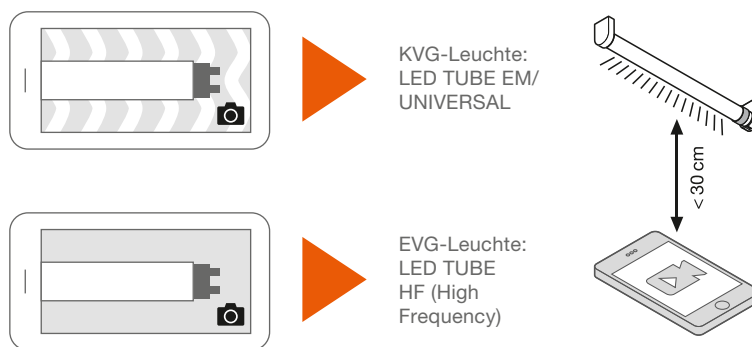 KVG-Leuchte:
LED TUBE EM/
UNIVERSAL
< 30 cm
EVG-Leuchte:
LED TUBE
HF (High
Frequency)